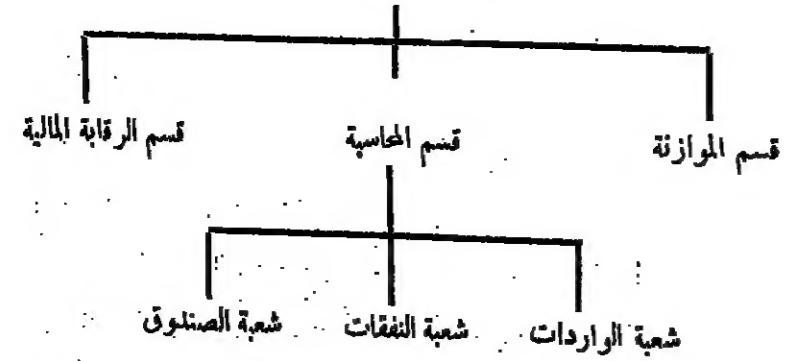 قسم الموازنة
قسم المحاسبة
قسم الرقابة المالية
شعبة الواردات
شعبة النفقات
شعبة الصندوق